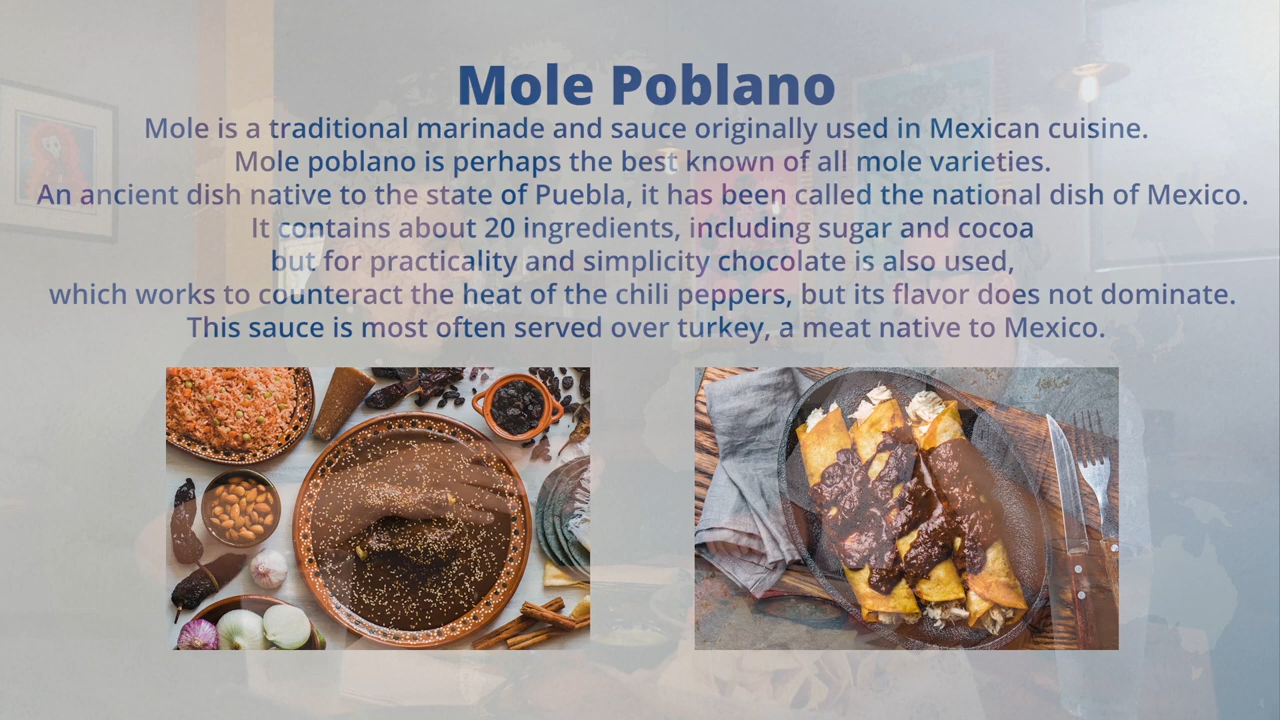 Mole Poblano
Mole is a traditional marinade and sauce originally used in Mexican cuisine.
Mole poblano is perhaps the best known of all mole varieties.
An ancient dish native to the state of Puebla, it has been called the national dish of Mexico.
It contains about 20 ingredients, including sugar and cocoa
but for practicality and simplicity chocolate is also used,
which works to counteract the heat of the chili peppers, but its flavor does not dominate.
This sauce is most often served over turkey, a meat native to Mexico.